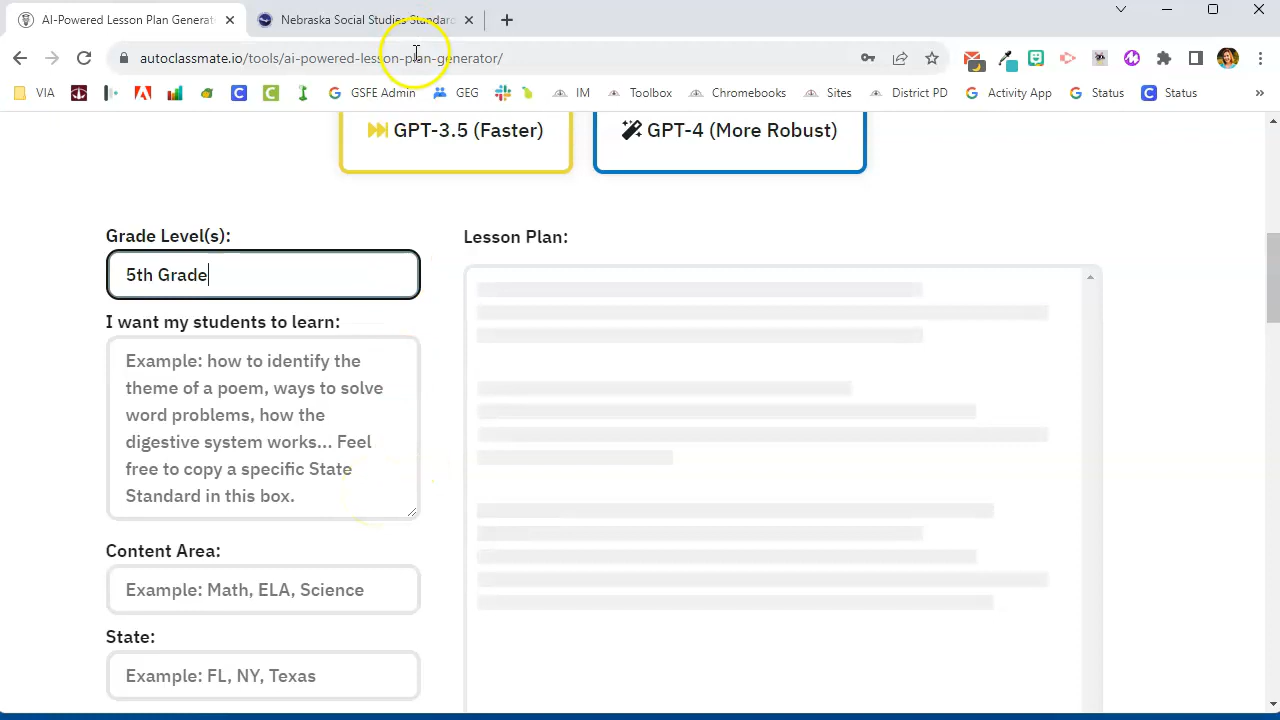 AI-Powered Lesson Plan Generat
Nebraska Social Studies Standard
autoclassmate.io/tools/ai-powered-lesson-plan-generator/
VIA
GSFE Admin
GEG
IM
Toolbox
Chromebooks
Sites
District PD
Activity App
Status
Status
GPT-3.5 (Faster)
GPT-4 (More Robust)
Grade Level(s):
5th Grade
I want my students to learn:
Example: how to identify the
theme of a poem, ways to solve
word problems, how the
digestive system works... Feel
free to copy a specific State
Standard in this box.
Content Area:
Example: Math, ELA, Science
State:
Example: FL, NY, Texas
Lesson Plan: